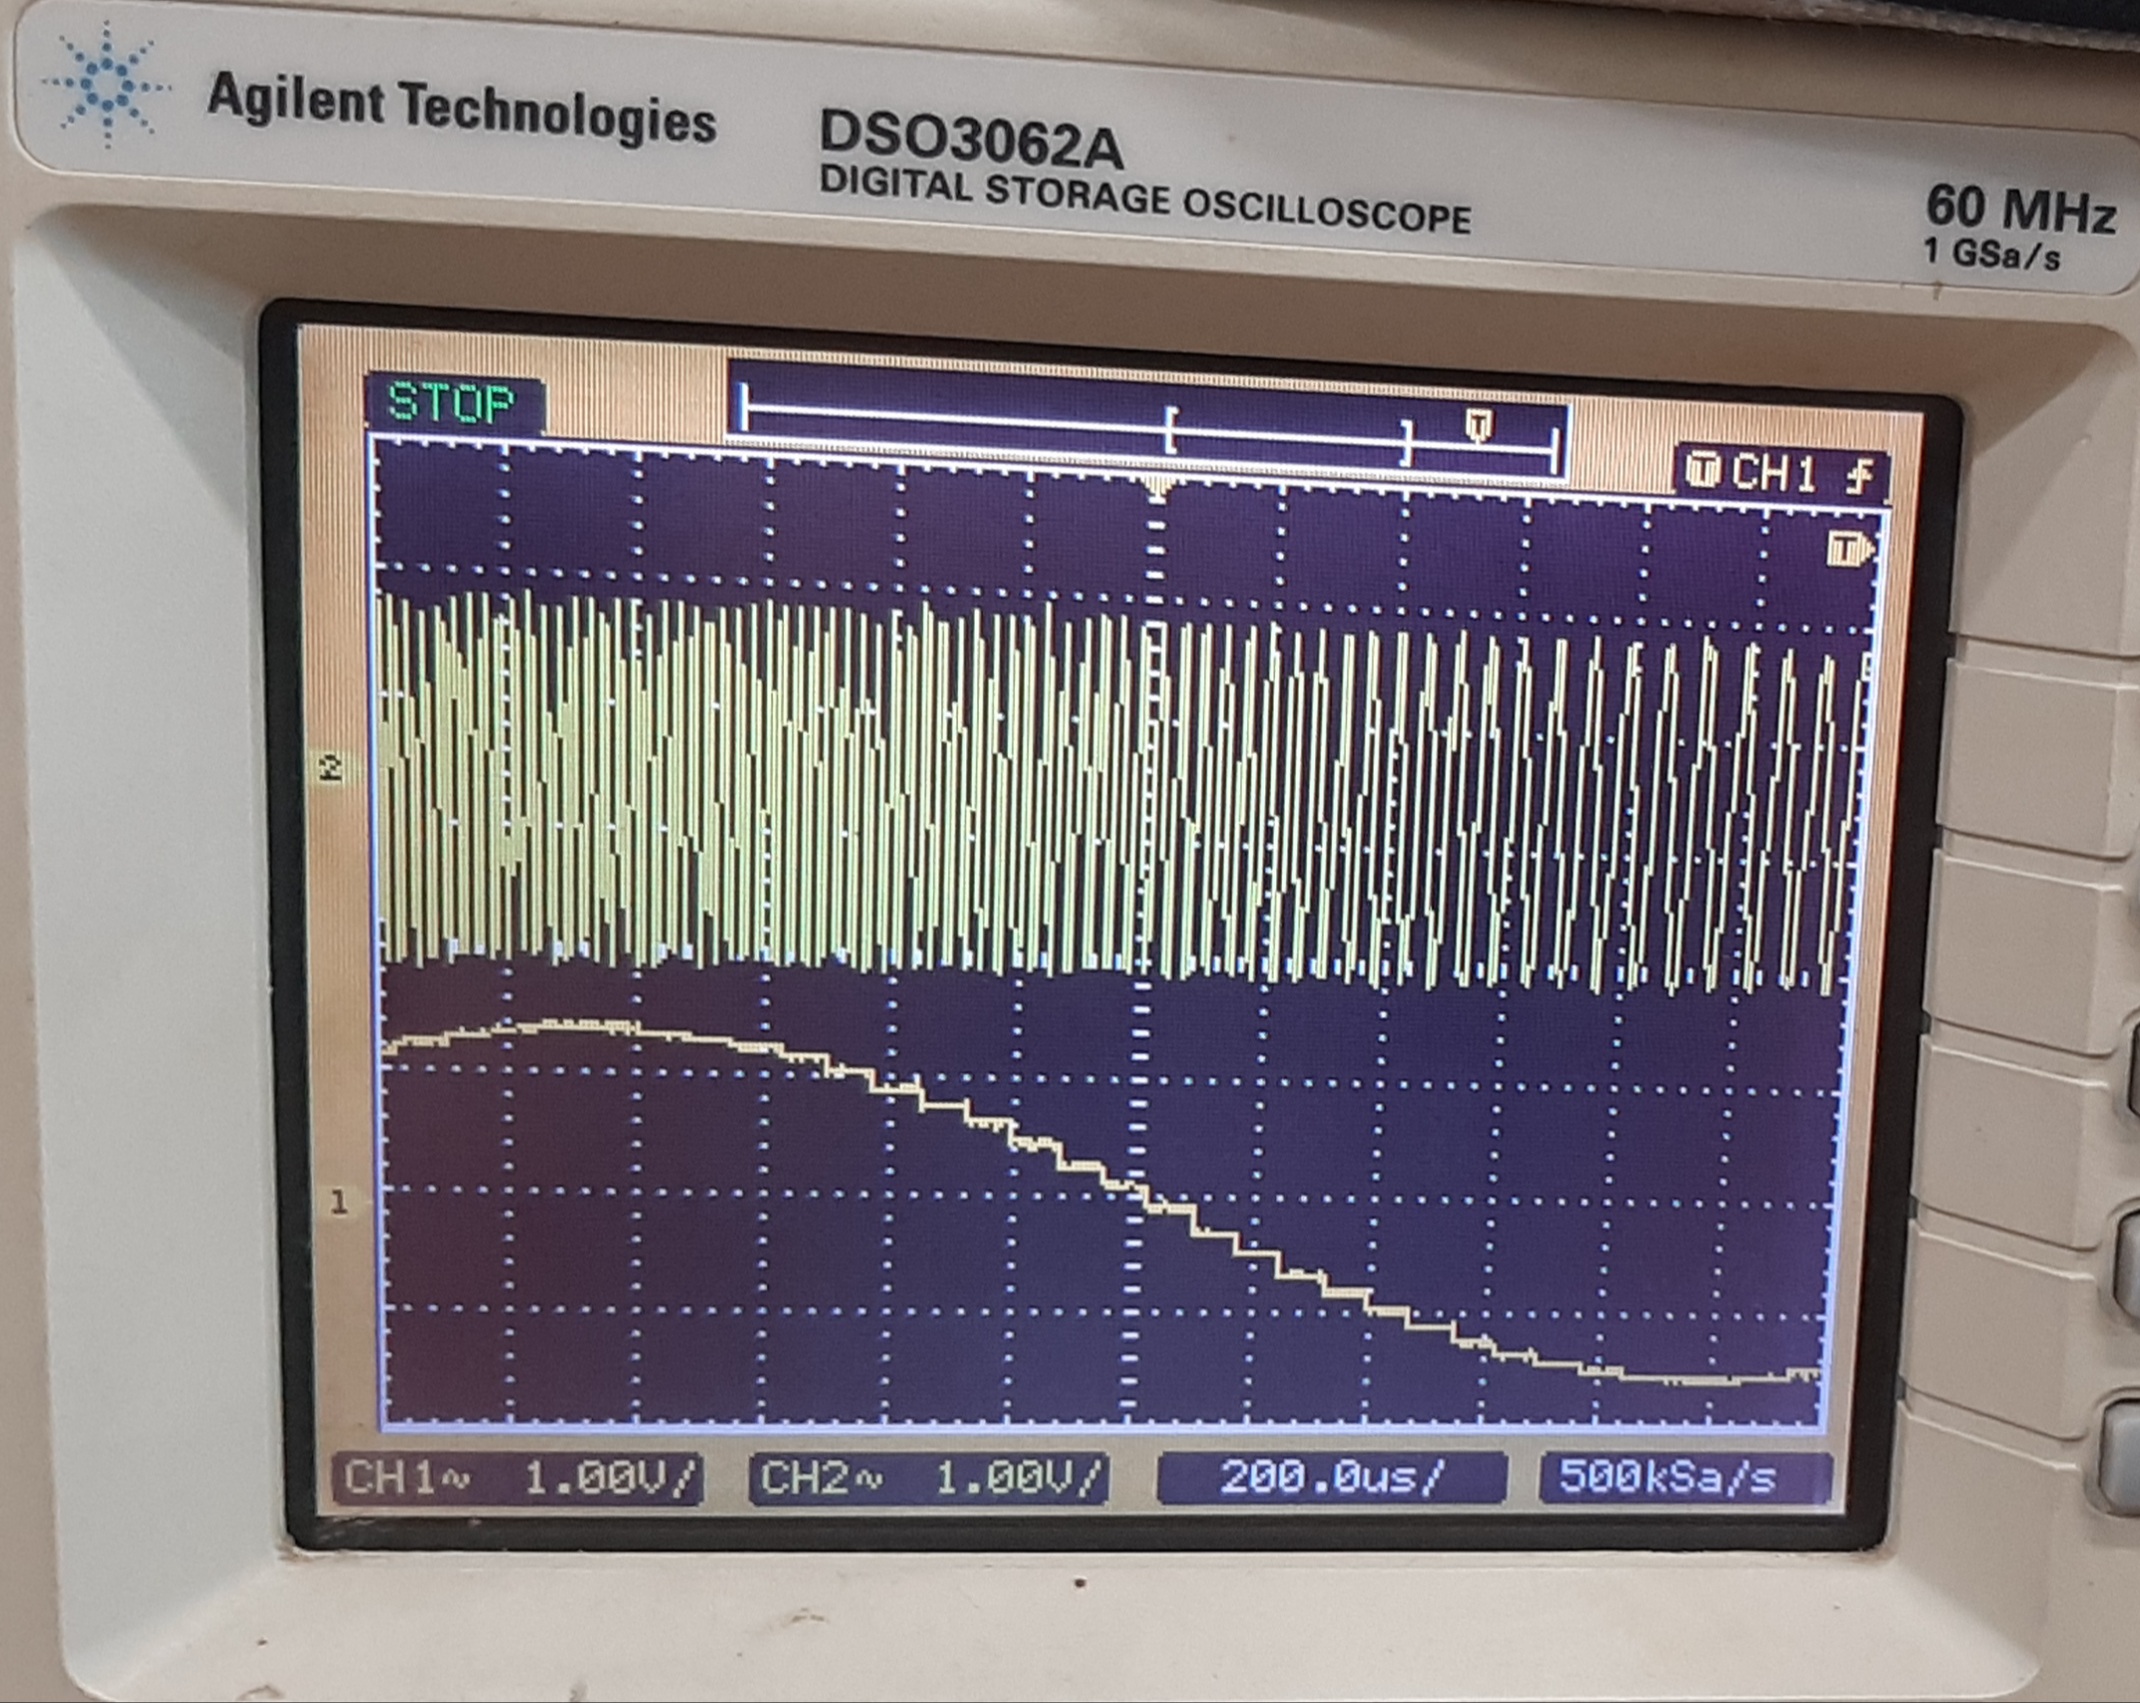 Agilent Technologies
DSO3062A
DIGITAL STORAGE OSCILLOSCOPE
60 MHz
1 GSa/s
STOP
T
T CH1
T
2
1
CH1~ 1.00V/
CH2~ 1.00V/
200.0us/
500kSa/s